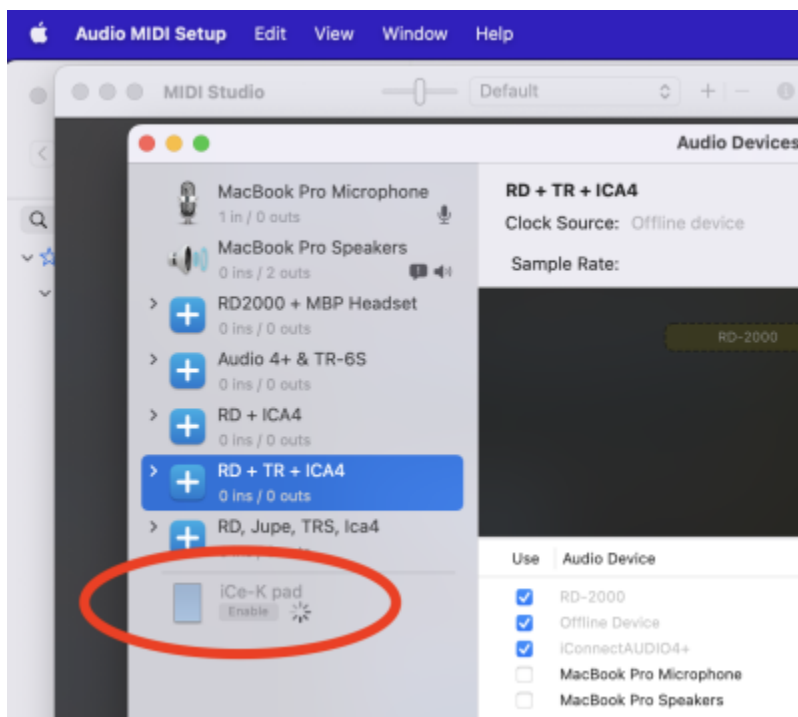 Audio MIDI Setup Edit View Window Help
MIDI Studio Default
Audio Devices
MacBook Pro Microphone
1 in / 0 outs
MacBook Pro Speakers
0 ins / 2 outs
RD2000 + MBP Headset
0 ins / 0 outs
Audio 4+ & TR-6S
0 ins / 0 outs
RD + ICA4
0 ins / 0 outs
RD + TR + ICA4
0 ins / 0 outs
RD, Jupe, TRS, Ica4
iCe-K pad
Enable
RD + TR + ICA4
Clock Source: Offline device
Sample Rate:
RD-2000
Use Audio Device
RD-2000
Offline Device
iConnectAUDIO4+
MacBook Pro Microphone
MacBook Pro Speakers